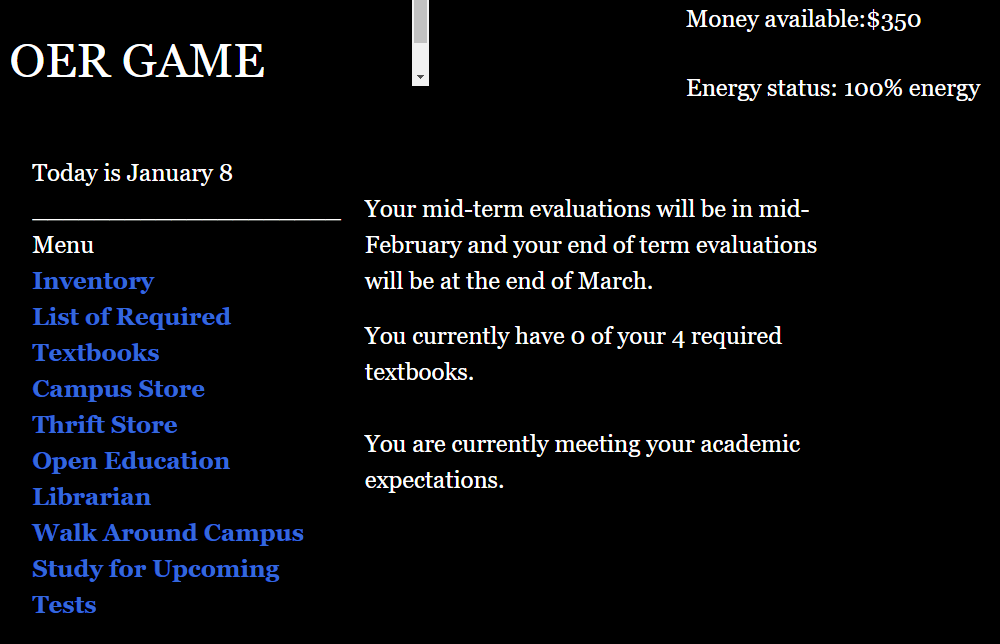 Money available:$350
OER GAME
Energy status: 100% energy
Today is January 8
Menu
Inventory
List of Required
Textbooks
Campus Store
Thrift Store
Open Education
Librarian
Walk Around Campus
Study for Upcoming
Tests
Your mid-term evaluations will be in mid-
February and your end of term evaluations
will be at the end of March.
You currently have 0 of your 4 required
textbooks.
You are currently meeting your academic
expectations.